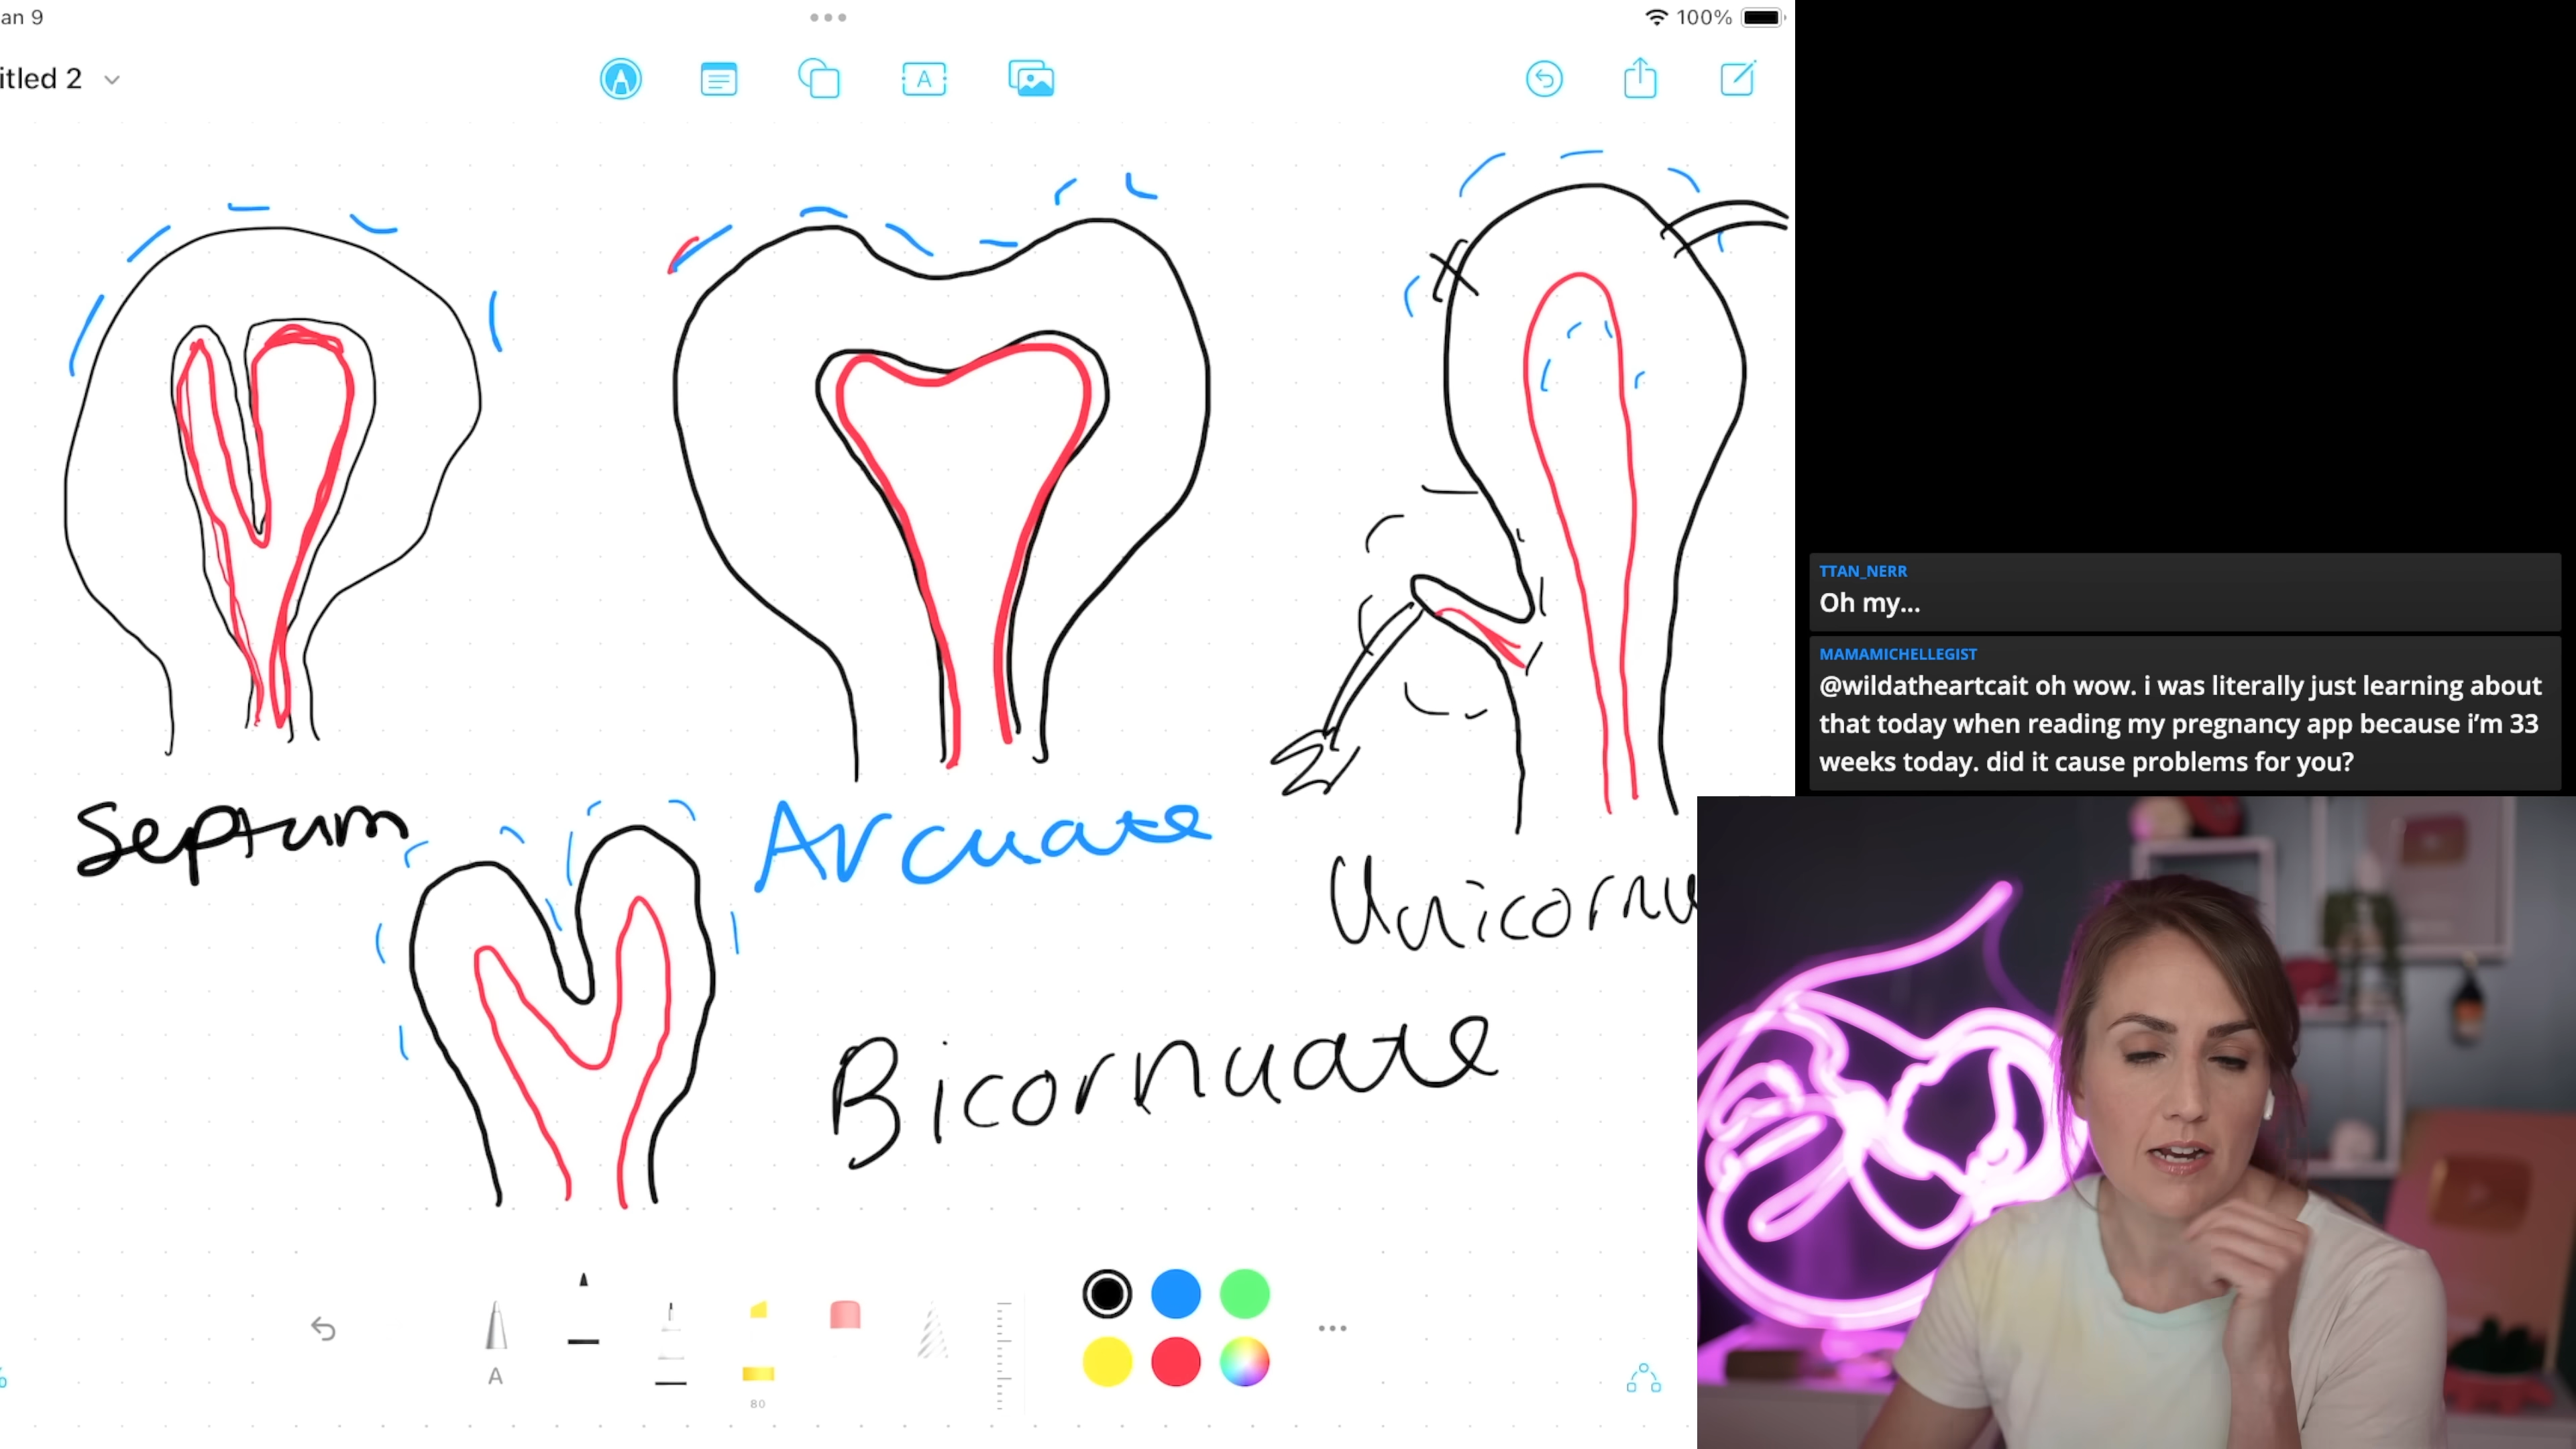 an 9
100%
itled 2
A
Septum
Arcuate
Unicornu
Bicornuate
A
80
%
TTAN_NERR
Oh my...
MAMAMICHELLEGIST
@wildatheartcait oh wow. i was literally just learning about
that today when reading my pregnancy app because i’m 33
weeks today. did it cause problems for you?